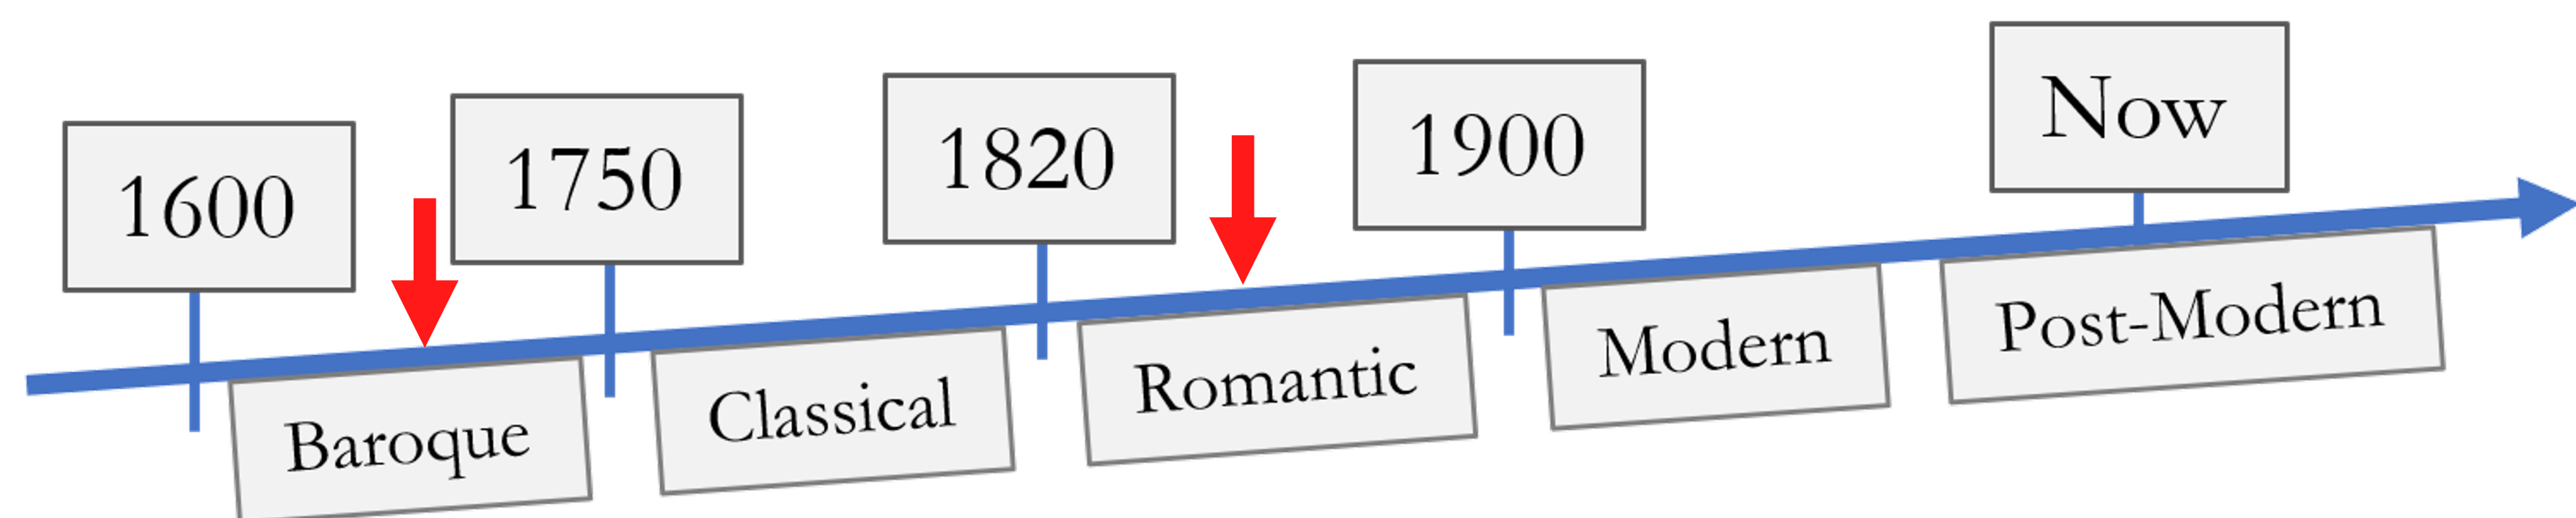 1600
1750
1820
1900
Now
Baroque
Classical
Romantic
Modern
Post-Modern